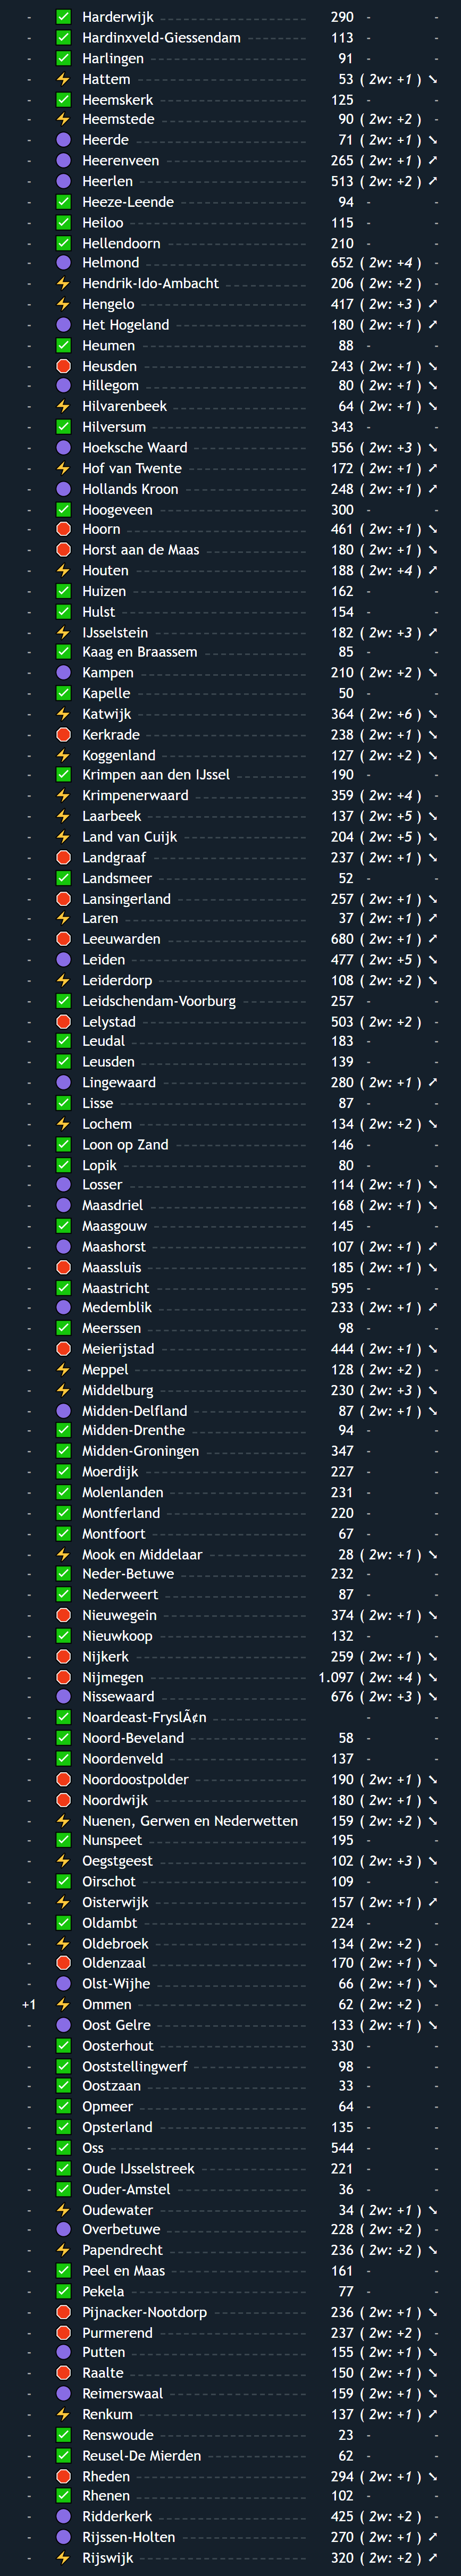 - ✅ Harderwijk 290 - -
- ✅ Hardinxveld-Giessendam 113 - -
- ✅ Harlingen 91 - -
- ⚡ Hattem 53 ( 2w: +1 ) ⭨
- ✅ Heemskerk 125 - -
- ⚡ Heemstede 90 ( 2w: +2 ) -
- 🟣 Heerde 71 ( 2w: +1 ) ⭨
- 🟣 Heerenveen 265 ( 2w: +1 ) ⭧
- 🟣 Heerlen 513 ( 2w: +2 ) ⭧
- ✅ Heeze-Leende 94 - -
- ✅ Heiloo 115 - -
- ✅ Hellendoorn 210 - -
- 🟣 Helmond 652 ( 2w: +4 ) -
- ⚡ Hendrik-Ido-Ambacht 206 ( 2w: +2 ) -
- ⚡ Hengelo 417 ( 2w: +3 ) ⭧
- 🟣 Het Hogeland 180 ( 2w: +1 ) ⭧
- ✅ Heumen 88 - -
- 🛑 Heusden 243 ( 2w: +1 ) ⭨
- 🟣 Hillegom 80 ( 2w: +1 ) ⭨
- ⚡ Hilvarenbeek 64 ( 2w: +1 ) ⭨
- ✅ Hilversum 343 - -
- 🟣 Hoeksche Waard 556 ( 2w: +3 ) ⭨
- ⚡ Hof van Twente 172 ( 2w: +1 ) ⭧
- 🟣 Hollands Kroon 248 ( 2w: +1 ) ⭧
- ✅ Hoogeveen 300 - -
- 🛑 Hoorn 461 ( 2w: +1 ) ⭨
- 🛑 Horst aan de Maas 180 ( 2w: +1 ) ⭨
- ⚡ Houten 188 ( 2w: +4 ) ⭧
- ✅ Huizen 162 - -
- ✅ Hulst 154 - -
- ⚡ IJsselstein 182 ( 2w: +3 ) ⭧
- ✅ Kaag en Braassem 85 - -
- 🟣 Kampen 210 ( 2w: +2 ) ⭨
- ✅ Kapelle 50 - -
- ⚡ Katwijk 364 ( 2w: +6 ) ⭨
- 🛑 Kerkrade 238 ( 2w: +1 ) ⭨
- ⚡ Koggenland 127 ( 2w: +2 ) ⭨
- ✅ Krimpen aan den IJssel 190 - -
- ⚡ Krimpenerwaard 359 ( 2w: +4 ) -
- ⚡ Laarbeek 137 ( 2w: +5 ) ⭨
- ⚡ Land van Cuijk 204 ( 2w: +5 ) ⭨
- 🛑 Landgraaf 237 ( 2w: +1 ) ⭨
- ✅ Landsmeer 52 - -
- 🛑 Lansingerland 257 ( 2w: +1 ) ⭨
- ⚡ Laren 37 ( 2w: +1 ) ⭧
- 🛑 Leeuwarden 680 ( 2w: +1 ) ⭧
- 🟣 Leiden 477 ( 2w: +5 ) ⭨
- ⚡ Leiderdorp 108 ( 2w: +2 ) ⭨
- ✅ Leidschendam-Voorburg 257 - -
- 🛑 Lelystad 503 ( 2w: +2 ) -
- ✅ Leudal 183 - -
- ✅ Leusden 139 - -
- 🟣 Lingewaard 280 ( 2w: +1 ) ⭧
- ✅ Lisse 87 - -
- ⚡ Lochem 134 ( 2w: +2 ) ⭨
- ✅ Loon op Zand 146 - -
- ✅ Lopik 80 - -
- 🟣 Losser 114 ( 2w: +1 ) ⭨
- 🟣 Maasdriel 168 ( 2w: +1 ) ⭨
- ✅ Maasgouw 145 - -
- 🟣 Maashorst 107 ( 2w: +1 ) ⭧
- 🛑 Maassluis 185 ( 2w: +1 ) ⭨
- ✅ Maastricht 595 - -
- 🟣 Medemblik 233 ( 2w: +1 ) ⭧
- ✅ Meerssen 98 - -
- 🛑 Meierijstad 444 ( 2w: +1 ) ⭨
- ⚡ Meppel 128 ( 2w: +2 ) -
- ⚡ Middelburg 230 ( 2w: +3 ) ⭨
- 🟣 Midden-Delfland 87 ( 2w: +1 ) ⭨
- ✅ Midden-Drenthe 94 - -
- ✅ Midden-Groningen 347 - -
- ✅ Moerdijk 227 - -
- ✅ Molenlanden 231 - -
- ✅ Montferland 220 - -
- ✅ Montfoort 67 - -
- ⚡ Mook en Middelaar 28 ( 2w: +1 ) ⭨
- ✅ Neder-Betuwe 232 - -
- ✅ Nederweert 87 - -
- 🛑 Nieuwegein 374 ( 2w: +1 ) ⭨
- ✅ Nieuwkoop 132 - -
- 🛑 Nijkerk 259 ( 2w: +1 ) ⭨
- 🛑 Nijmegen 1.097 ( 2w: +4 ) ⭨
- 🟣 Nissewaard 676 ( 2w: +3 ) ⭨
- ✅ Noardeast-FryslÃ¢n - -
- ✅ Noord-Beveland 58 - -
- ✅ Noordenveld 137 - -
- 🛑 Noordoostpolder 190 ( 2w: +1 ) ⭨
- 🛑 Noordwijk 180 ( 2w: +1 ) ⭨
- ⚡ Nuenen, Gerwen en Nederwetten 159 ( 2w: +2 ) ⭨
- ✅ Nunspeet 195 - -
- ⚡ Oegstgeest 102 ( 2w: +3 ) ⭨
- ✅ Oirschot 109 - -
- ⚡ Oisterwijk 157 ( 2w: +1 ) ⭧
- ✅ Oldambt 224 - -
- ⚡ Oldebroek 134 ( 2w: +2 ) -
- 🛑 Oldenzaal 170 ( 2w: +1 ) ⭨
- 🟣 Olst-Wijhe 66 ( 2w: +1 ) ⭨
+1 ⚡ Ommen 62 ( 2w: +2 ) -
- 🟣 Oost Gelre 133 ( 2w: +1 ) ⭨
- ✅ Oosterhout 330 - -
- ✅ Ooststellingwerf 98 - -
- ✅ Oostzaan 33 - -
- ✅ Opmeer 64 - -
- ✅ Opsterland 135 - -
- ✅ Oss 544 - -
- ✅ Oude IJsselstreek 221 - -
- ✅ Ouder-Amstel 36 - -
- ⚡ Oudewater 34 ( 2w: +1 ) ⭨
- 🟣 Overbetuwe 228 ( 2w: +2 ) -
- ⚡ Papendrecht 236 ( 2w: +2 ) ⭨
- ✅ Peel en Maas 161 - -
- ✅ Pekela 77 - -
- 🛑 Pijnacker-Nootdorp 236 ( 2w: +1 ) ⭨
- 🛑 Purmerend 237 ( 2w: +2 ) -
- 🟣 Putten 155 ( 2w: +1 ) ⭨
- 🛑 Raalte 150 ( 2w: +1 ) ⭨
- 🟣 Reimerswaal 159 ( 2w: +1 ) ⭨
- ⚡ Renkum 137 ( 2w: +1 ) ⭧
- ✅ Renswoude 23 - -
- ✅ Reusel-De Mierden 62 - -
- 🛑 Rheden 294 ( 2w: +1 ) ⭨
- ✅ Rhenen 102 - -
- 🟣 Ridderkerk 425 ( 2w: +2 ) -
- 🟣 Rijssen-Holten 270 ( 2w: +1 ) ⭧
- ⚡ Rijswijk 320 ( 2w: +2 ) ⭧